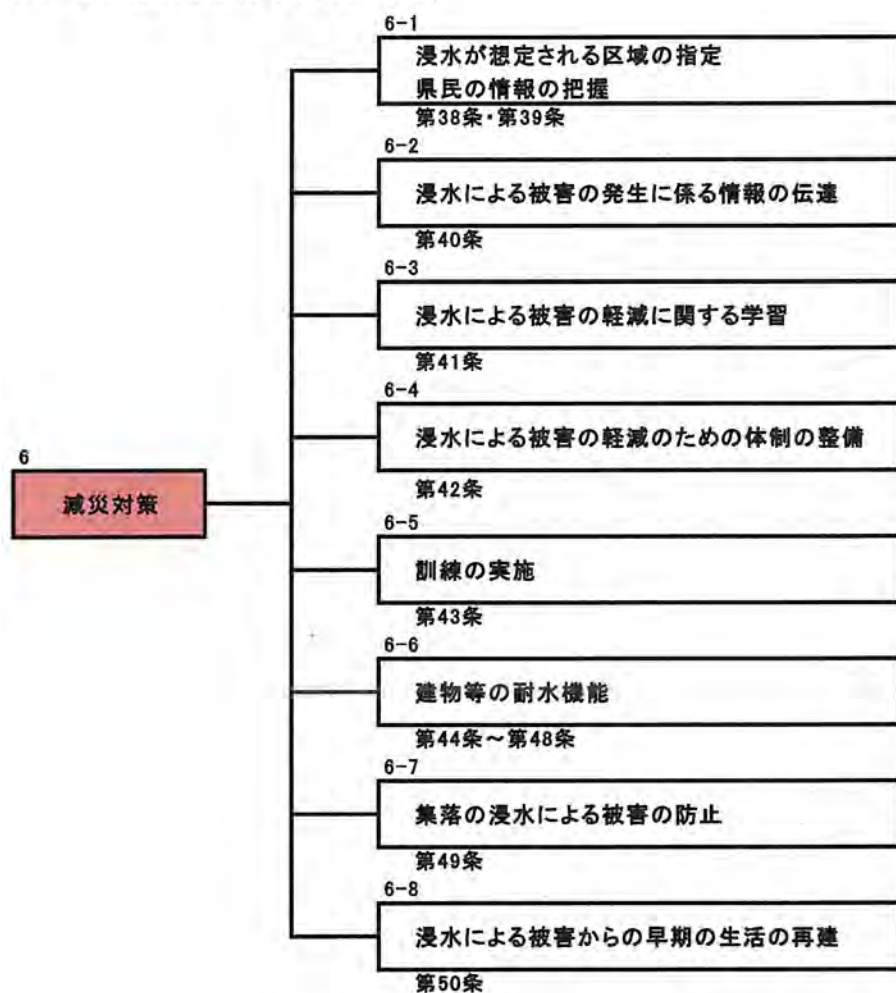 6-1
浸水が想定される区域の指定
県民の情報の把握
第38条・第39条
6-2
浸水による被害の発生に係る情報の伝達
第40条
6-3
浸水による被害の軽減に関する学習
第41条
6-4
浸水による被害の軽減のための体制の整備
第42条
6
減災対策
6-5
訓練の実施
第43条
6-6
建物等の耐水機能
第44条～第48条
6-7
集落の浸水による被害の防止
第49条
6-8
浸水による被害からの早期の生活の再建
第50条